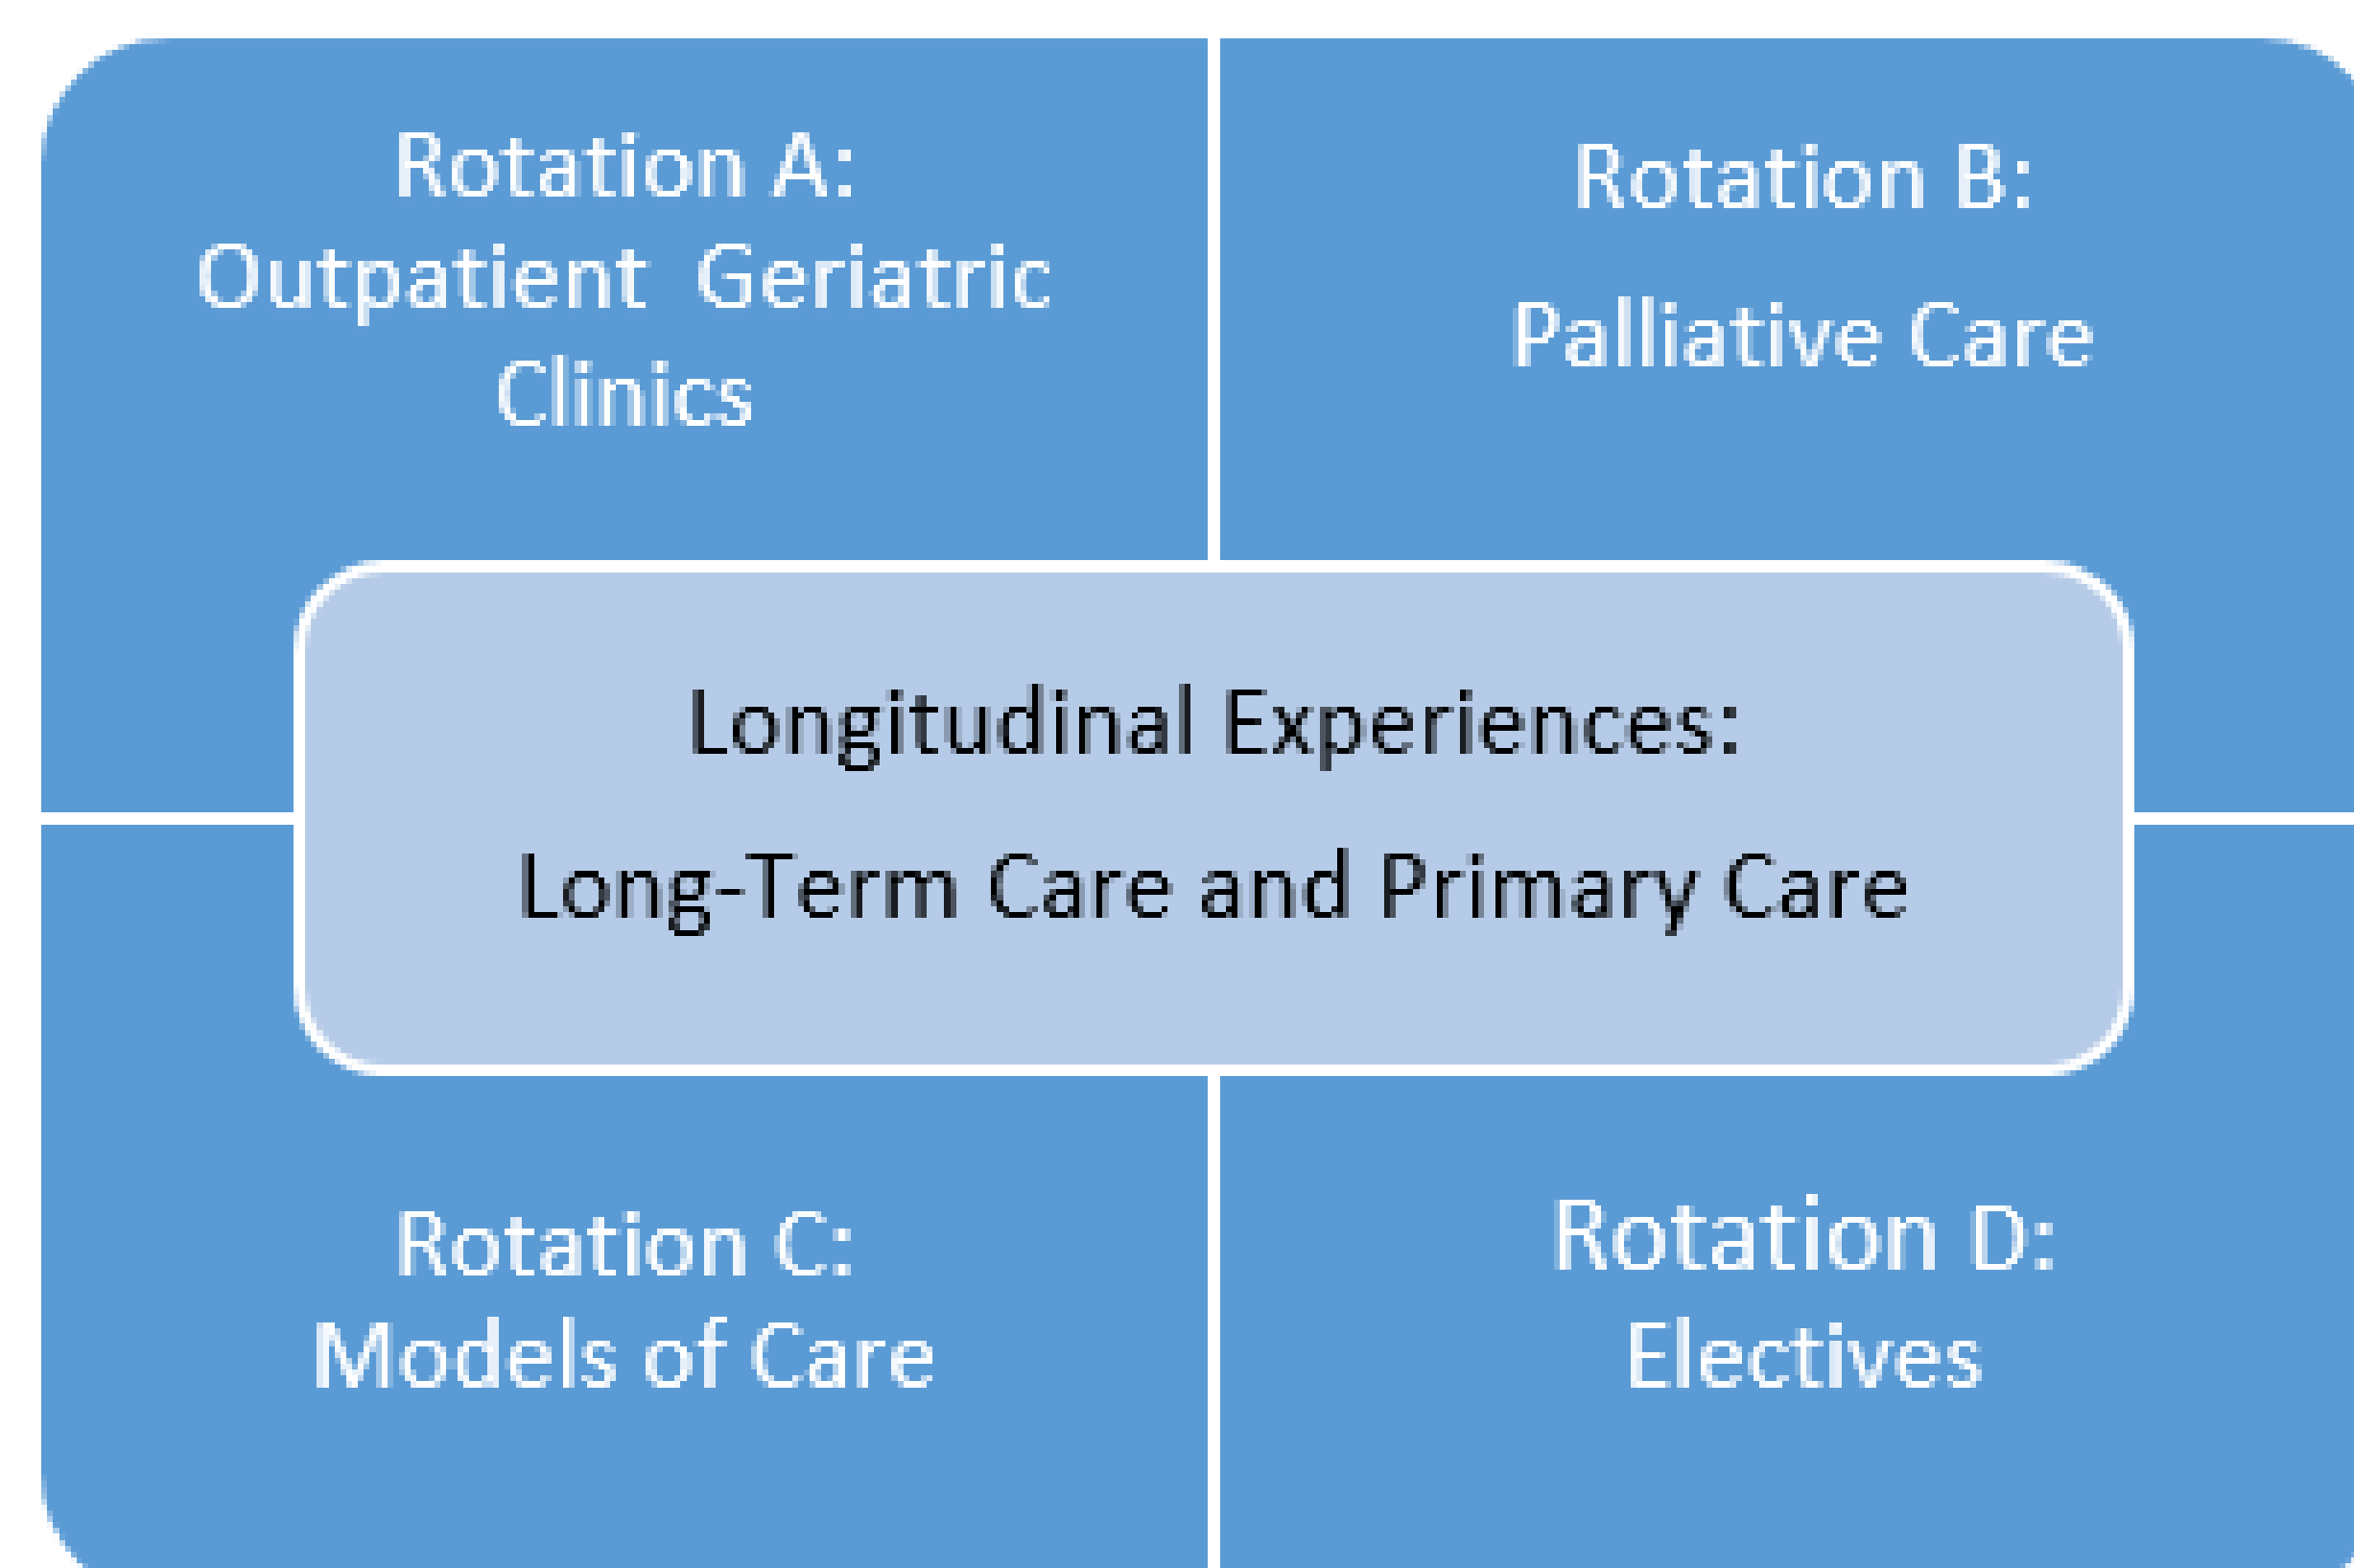 Rotation A:
Outpatient  Geriatric
Clinics
Rotation B:
Palliative Care
Longitudinal Experiences:
Long-Term Care and Primary Care
Rotation C:
Models of Care
Rotation D:
Electives